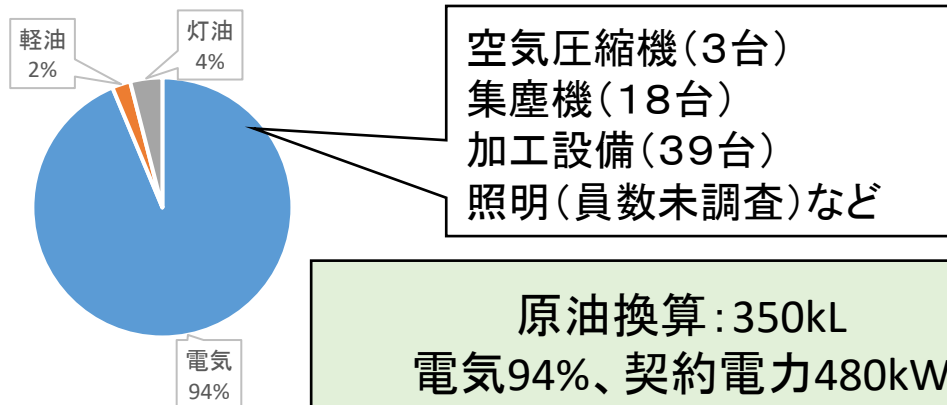 軽油
2%
灯油
4%
電気
94%
空気圧縮機(3台)
集塵機(18台)
加工設備(39台)
照明(員数未調査)など
原油換算:350kL
電気94%、契約電力480kW